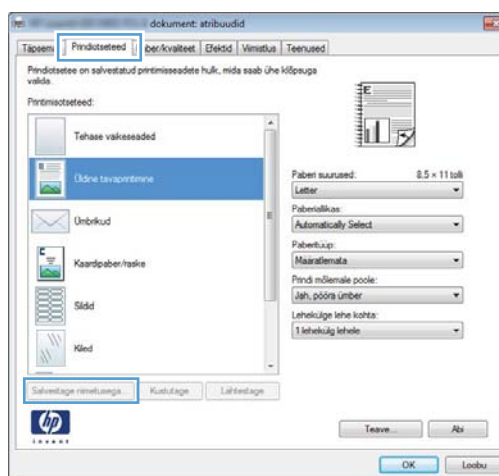 dokument: atribuudid
Prindiotseteed
ber/kvaliteet Efektid Viimistlus Teenused
Prindiotsetee on salvestatud printimisseadete hulk, mida saab ühe klõpsuga
valida.
Printimisotseteed:
Tehase vaikeseaded
Üldine tavaprintimine
Ümbrikud
Kaardipaber/raske
Sildid
Kiled
Salvestage nimetusega...
Kustutage
Lähtestage
E
Paberi suurused: 8.5 × 11 tolli
Letter
Paberiallikas:
Automatically Select
Paberitüüp:
Määratlemata
Prindi mõlemale poole:
Jah, pööra ümber
Lehekülge lehe kohta:
1 lehekülg lehele
hp
invent
Teave...
Abi
OK
Loobu